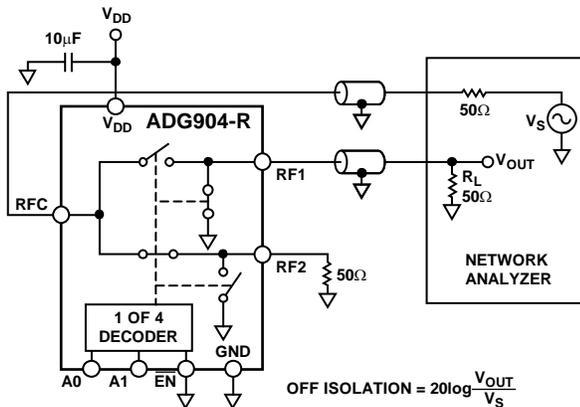 VDD
10μF
VDD
ADG904-R
50Ω
VS
RF1
VOUT
RL
50Ω
RFC
RF2
50Ω
NETWORK
ANALYZER
1 OF 4
DECODER
GND
A0
A1
EN
OFF ISOLATION = 20log VOUT
VS